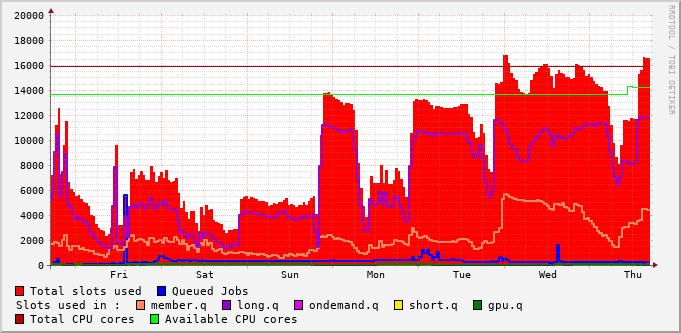 20000
18000
16000
14000
12000
10000
8000
6000
4000
2000
0
Fri Sat Sun Mon Tue Wed Thu
Total slots used Queued Jobs
Slots used in : member.q long.q ondemand.q short.q gpu.q
Total CPU cores Available CPU cores
RRDTOOL / TOBI OETIKER